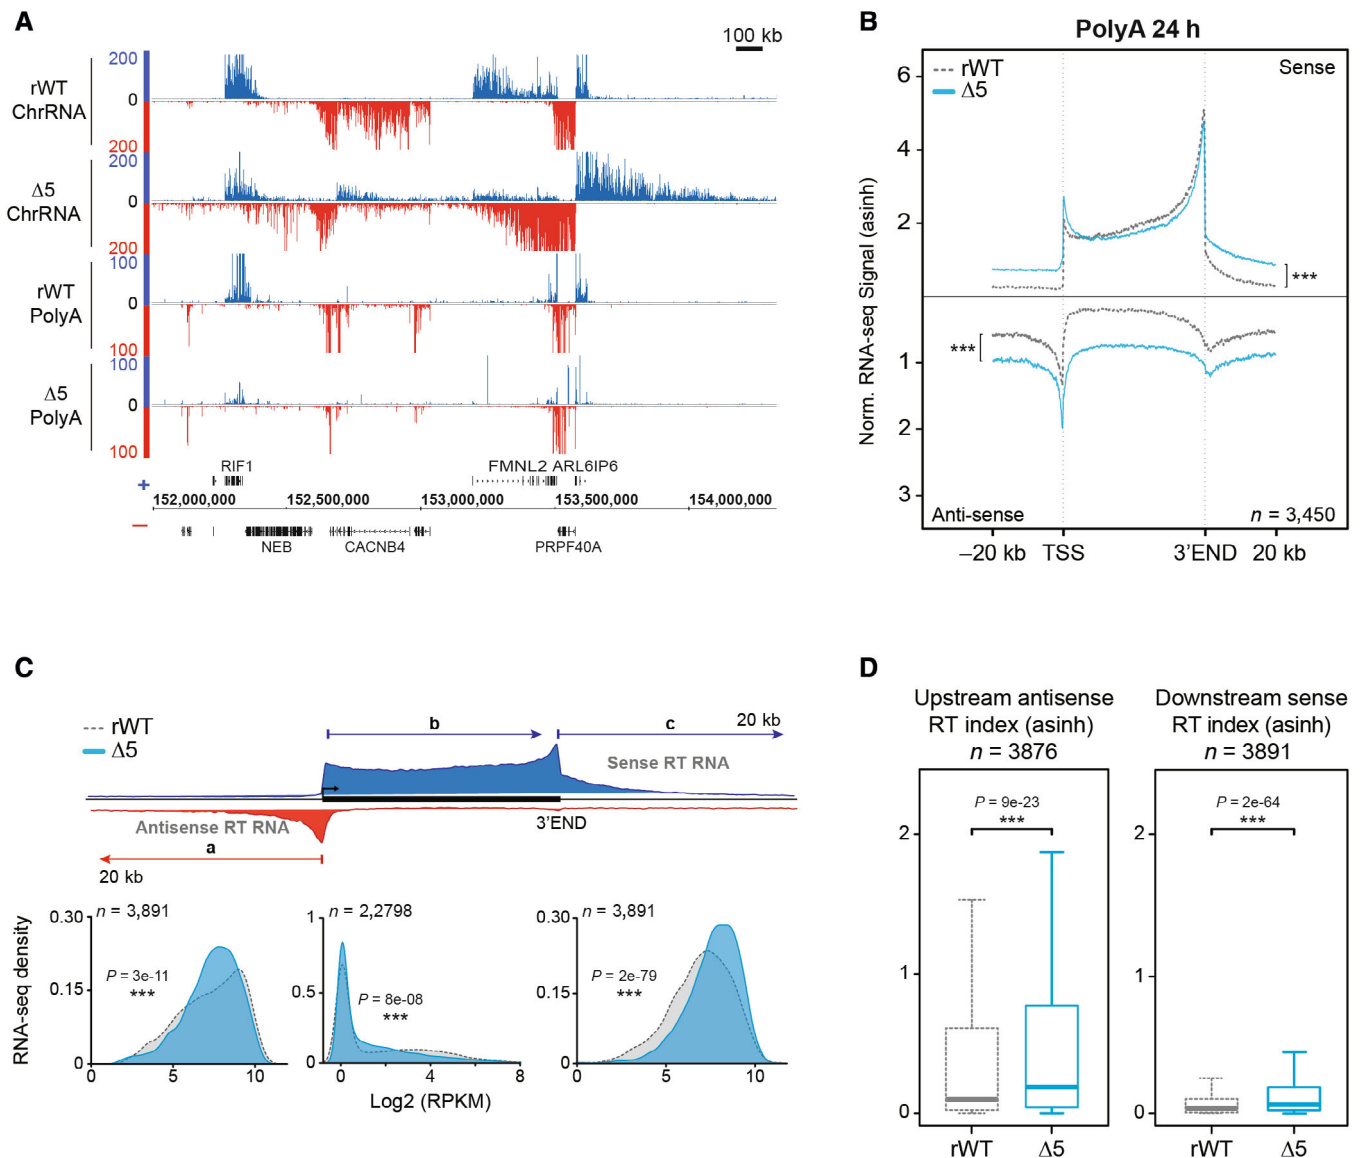 A
100 kb
rWT
ChrRNA
200
0
200
Δ5
ChrRNA
200
0
200
rWT
PolyA
100
0
100
Δ5
PolyA
100
0
100
RIF1
FMNL2 ARL6IP6
+
152,000,000
152,500,000
153,000,000
153,500,000
154,000,000
−
NEB
CACNB4
PRPF40A
B
PolyA 24 h
Norm. RNA-seq Signal (asinh)
6
4
2
1
2
3
rWT
Δ5
Sense
***
***
Anti-sense
n = 3,450
−20 kb
TSS
3'END
20 kb
C
rWT
Δ5
b
c
20 kb
Sense RT RNA
Antisense RT RNA
3'END
a
20 kb
RNA-seq density
n = 3,891
0.30
0.15
0
P = 3e-11
***
0
5
10
n = 2,2798
1
0.5
0
P = 8e-08
***
0
4
8
n = 3,891
0.30
0.15
0
P = 2e-79
***
0
5
10
Log2 (RPKM)
D
Upstream antisense
RT index (asinh)
n = 3876
P = 9e-23
***
2
1
0
rWT
Δ5
Downstream sense
RT index (asinh)
n = 3891
P = 2e-64
***
2
1
0
rWT
Δ5